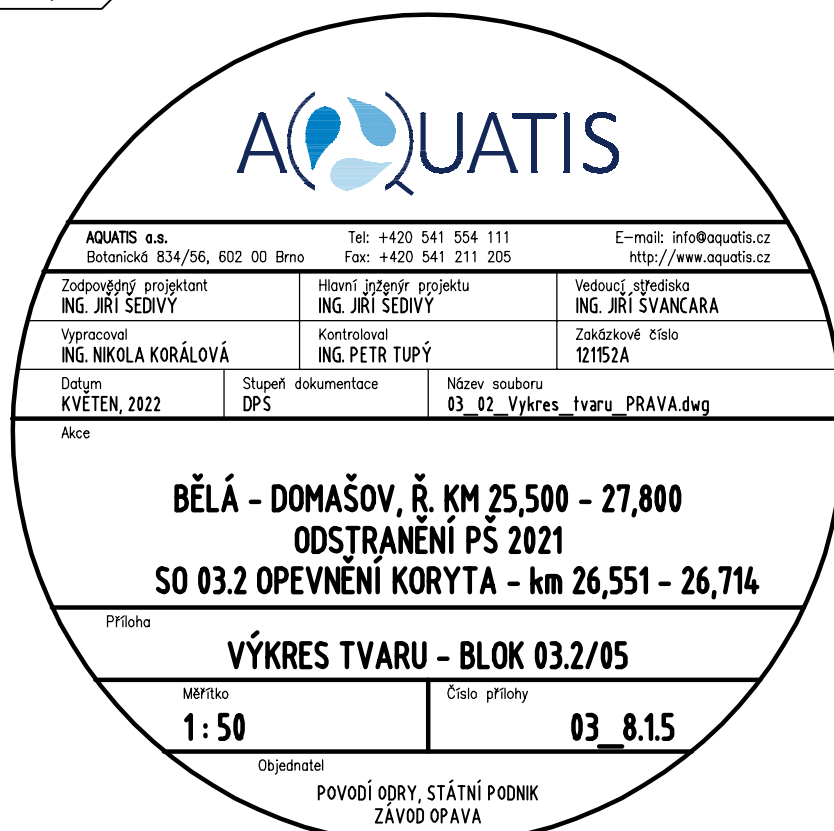 AQUATIS
AQUATIS a.s. Tel: +420 541 554 111 E-mail: info@aquatis.cz
Botanická 834/56, 602 00 Brno Fax: +420 541 211 205 http://www.aquatis.cz
Zodpovědný projektant Hlavní inženýr projektu Vedoucí střediska
ING. JIŘÍ ŠEDIVÝ ING. JIŘÍ ŠEDIVÝ ING. JIŘÍ ŠVANCARA
Vypracoval Kontroloval Zakázkové číslo
ING. NIKOLA KORÁLOVÁ ING. PETR TUPÝ 121152A
Datum Stupeň dokumentace Název souboru
KVĚTEN, 2022 DPS 03_02_Vykres_tvaru_PRAVA.dwg
Akce
BĚLÁ - DOMAŠOV, Ř. KM 25,500 - 27,800
ODSTRANĚNÍ PŠ 2021
SO 03.2 OPEVNĚNÍ KORYTA - km 26,551 - 26,714
Příloha
VÝKRES TVARU - BLOK 03.2/05
Měřítko Číslo přílohy
1:50 03_8.1.5
Objednatel
POVODÍ ODRY, STÁTNÍ PODNIK
ZÁVOD OPAVA